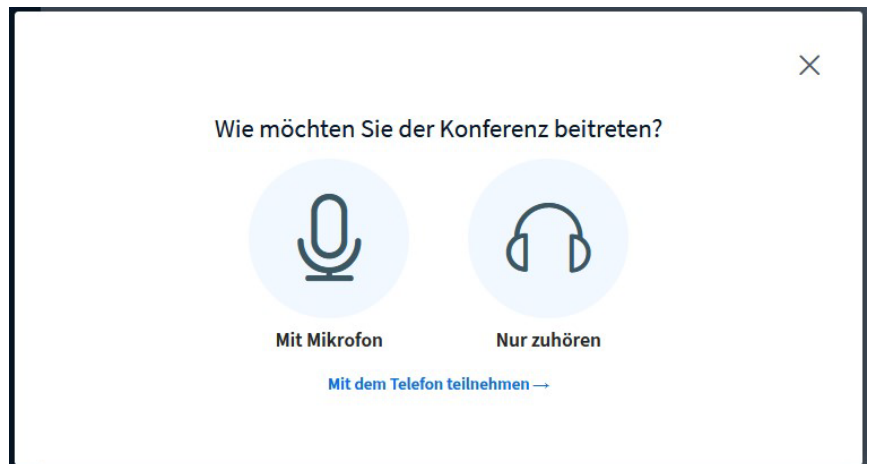 Wie möchten Sie der Konferenz beitreten?
Mit Mikrofon
Nur zuhören
Mit dem Telefon teilnehmen →